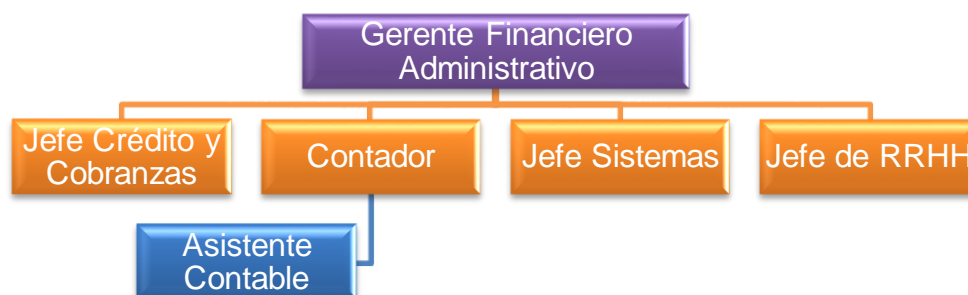 Gerente Financiero
Administrativo
Jefe Crédito y
Cobranzas
Contador
Jefe Sistemas
Jefe de RRHH
Asistente
Contable